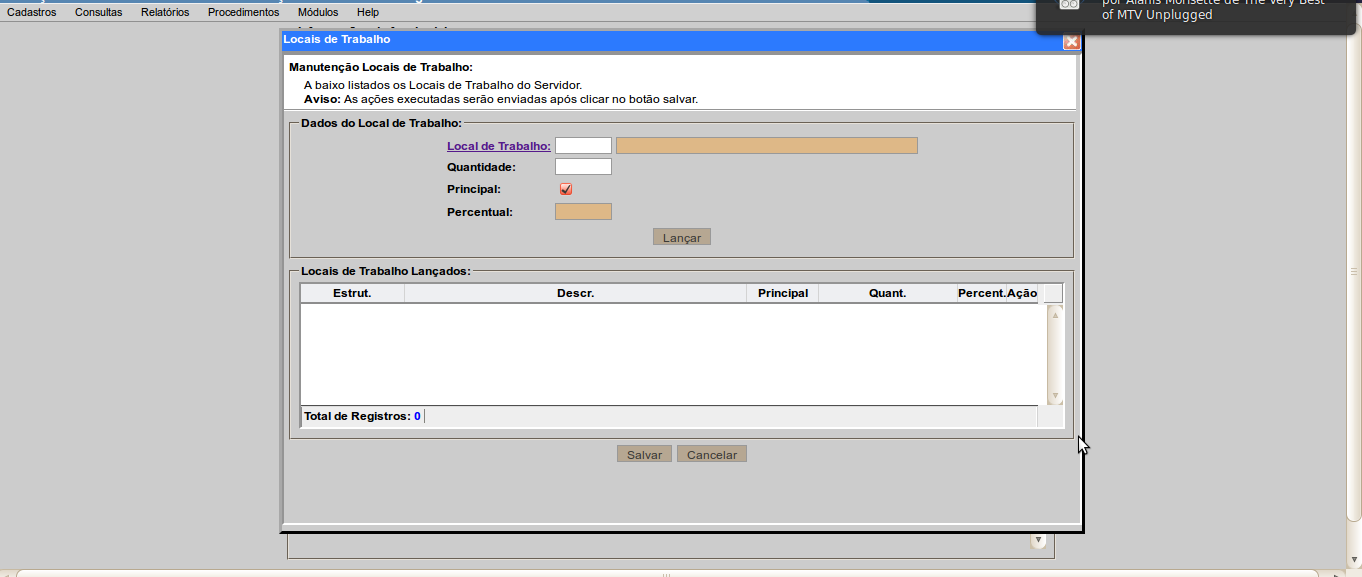 Cadastros Consultas Relatórios Procedimentos Módulos Help
por Alanis Morisette de The Very Best
of MTV Unplugged
Locais de Trabalho
Manutenção Locais de Trabalho:
A baixo listados os Locais de Trabalho do Servidor.
Aviso: As ações executadas serão enviadas após clicar no botão salvar.
Dados do Local de Trabalho:
Local de Trabalho:
Quantidade:
Principal:
Percentual:
Lançar
Locais de Trabalho Lançados:
Estrut. Descr. Principal Quant. Percent. Ação
Total de Registros: 0
Salvar Cancelar